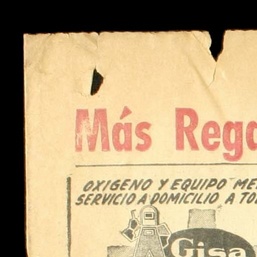 Más Rega
OXIGENO Y EQUIPO ME
SERVICIO A DOMICILIO A TO
Gisa